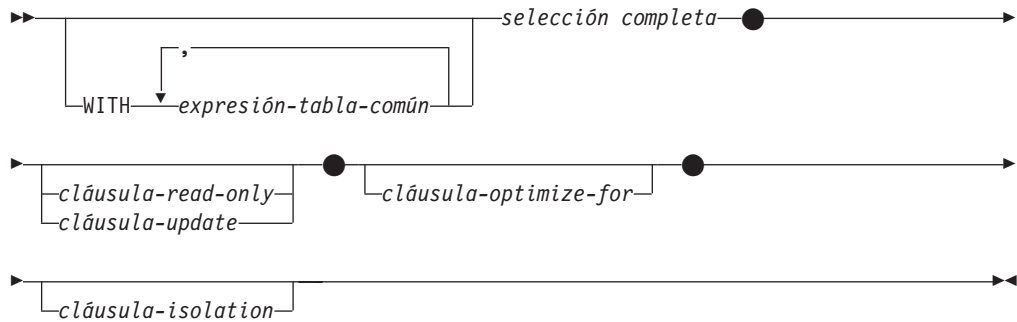 selección completa
,
WITH expresión-tabla-común
cláusula-read-only cláusula-optimize-for
cláusula-update
cláusula-isolation